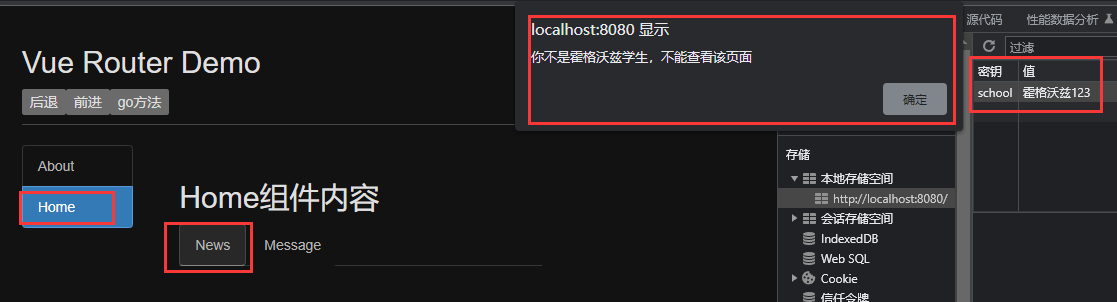 Vue Router Demo
后退 前进 go方法
About
Home
Home组件内容
News Message
localhost:8080 显示
你不是霍格沃兹学生，不能查看该页面
确定
源代码 性能数据分析
过滤
密钥 值
school 霍格沃兹123
存储
本地存储空间
http://localhost:8080/
会话存储空间
IndexedDB
Web SQL
Cookie
信任令牌